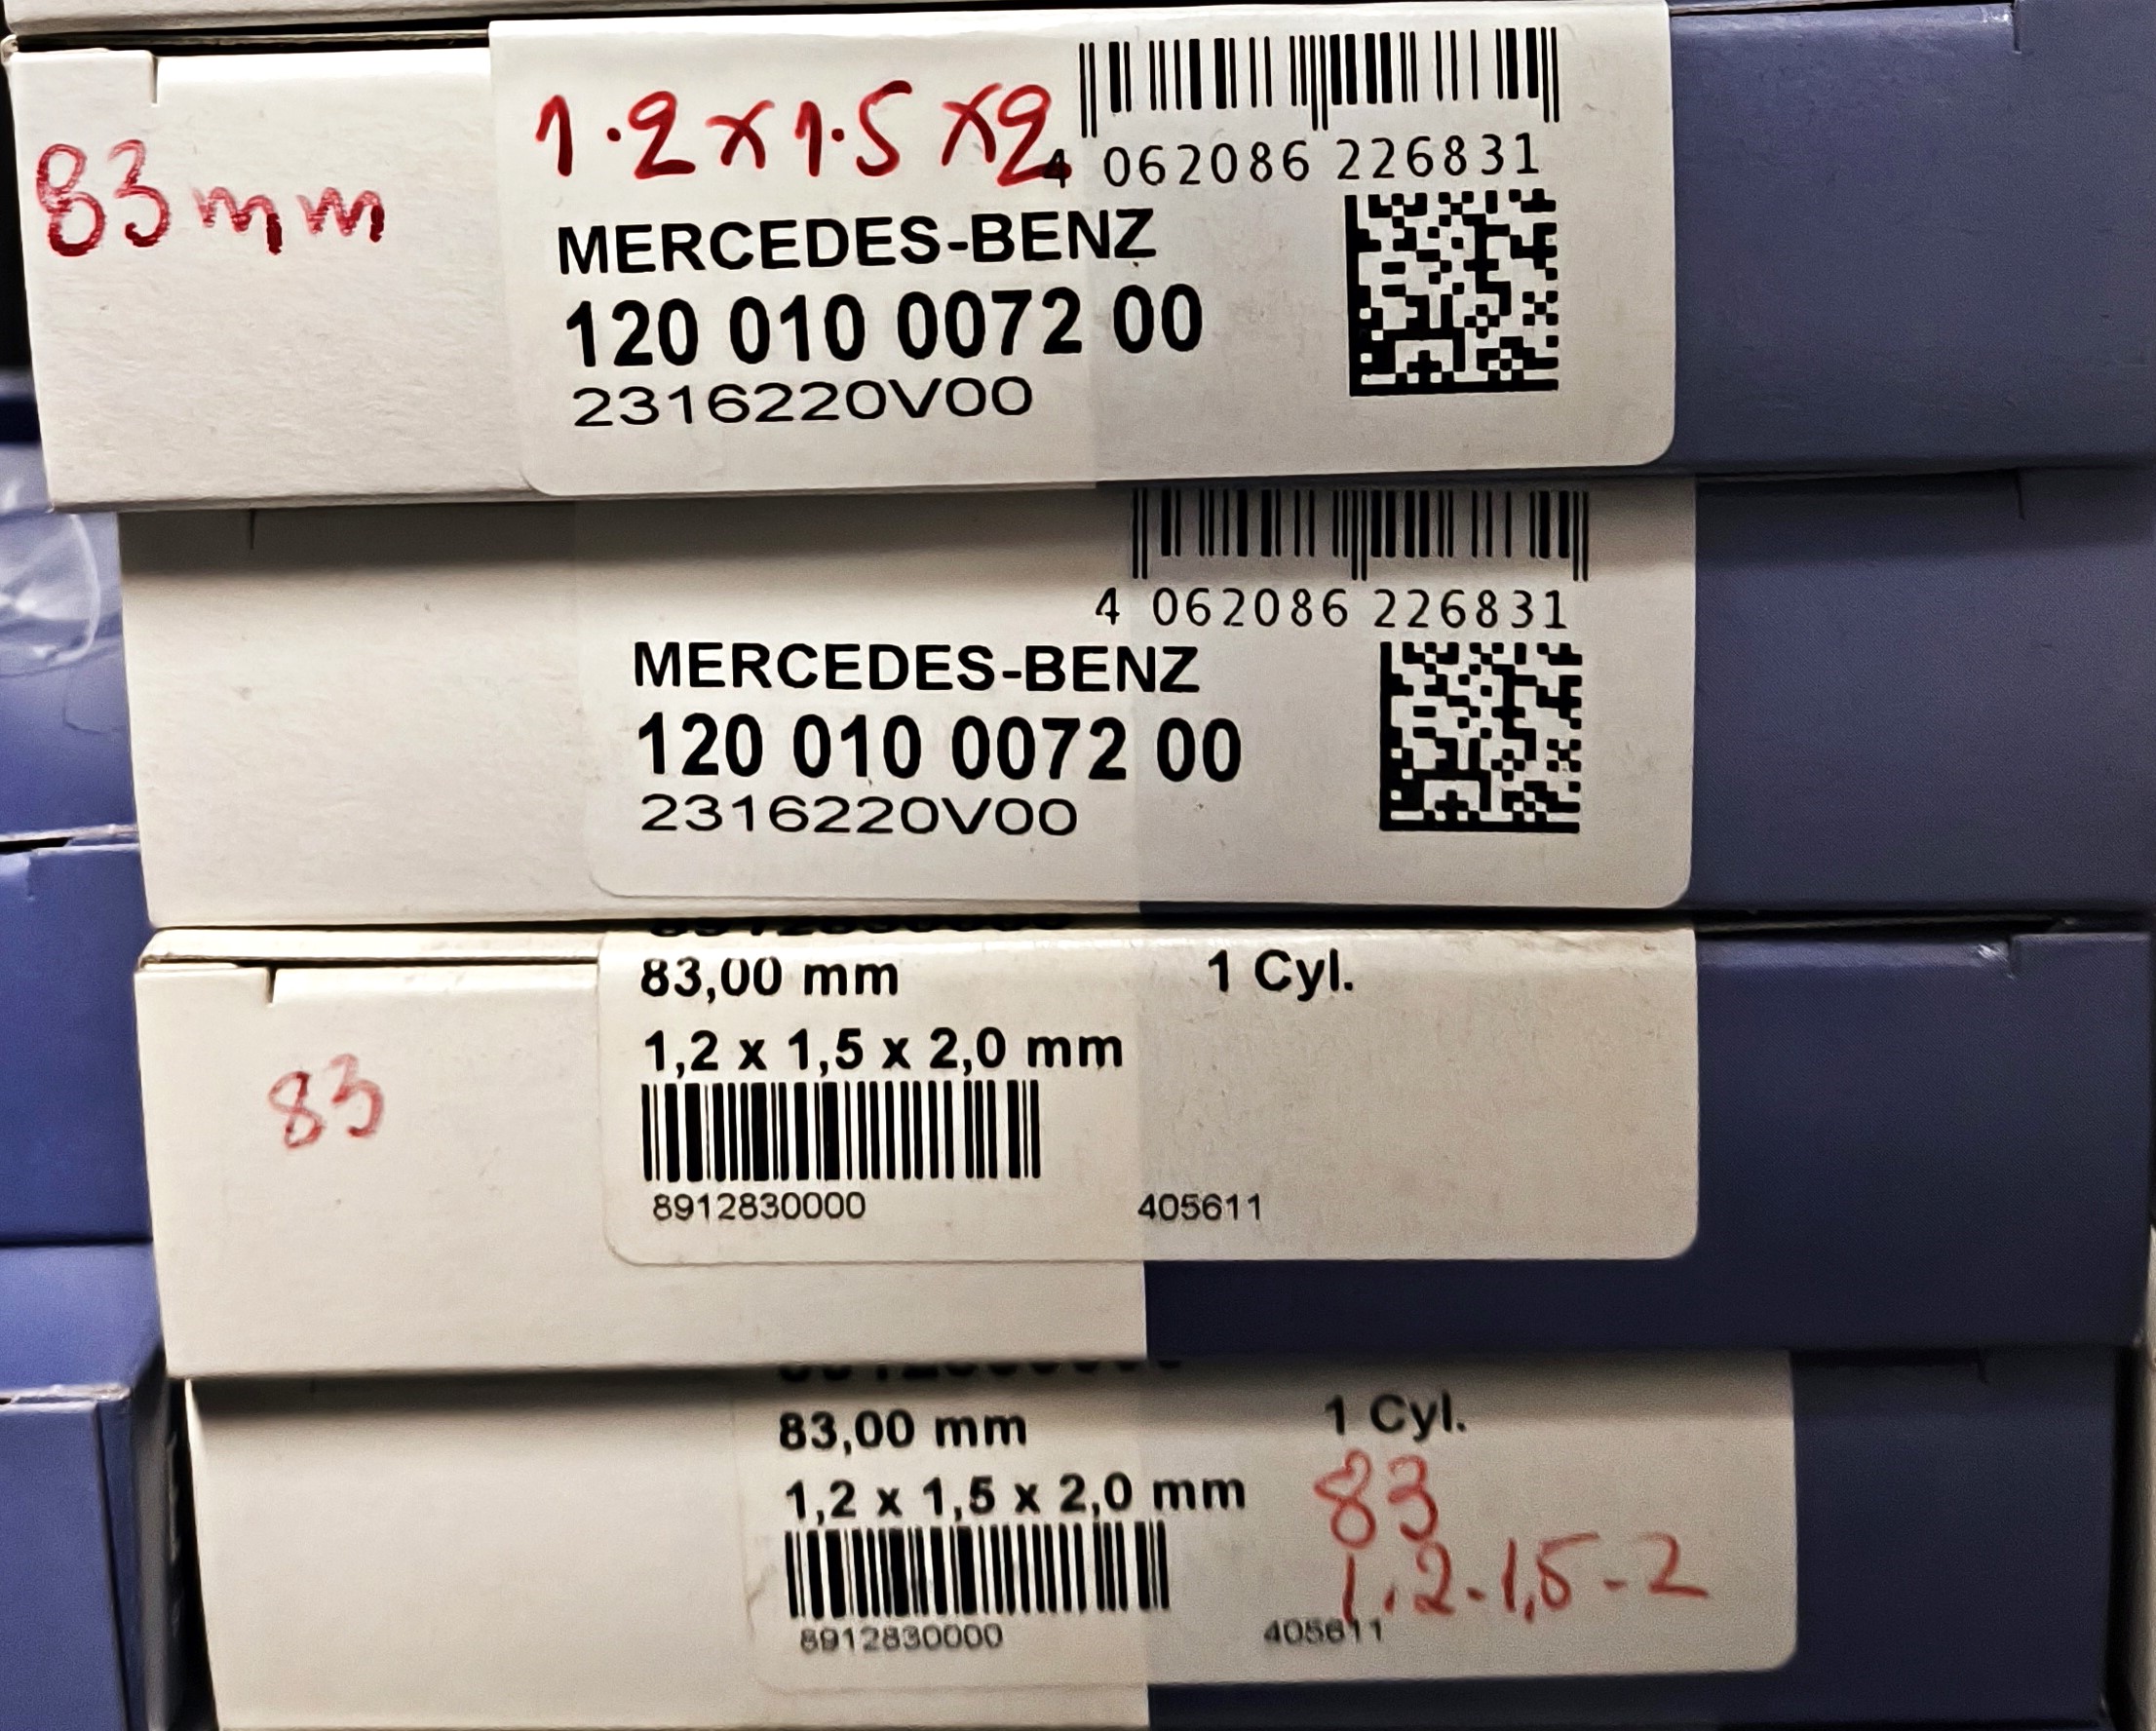 83mm
1.2x1.5x2
4 062086 226831
MERCEDES-BENZ
120 010 0072 00
2316220V00
4 062086 226831
MERCEDES-BENZ
120 010 0072 00
2316220V00
83,00 mm 1 Cyl.
1,2 x 1,5 x 2,0 mm
83
8912830000 405611
83,00 mm 1 Cyl.
1,2 x 1,5 x 2,0 mm
83
1.2-1,5-2
8912830000 405611